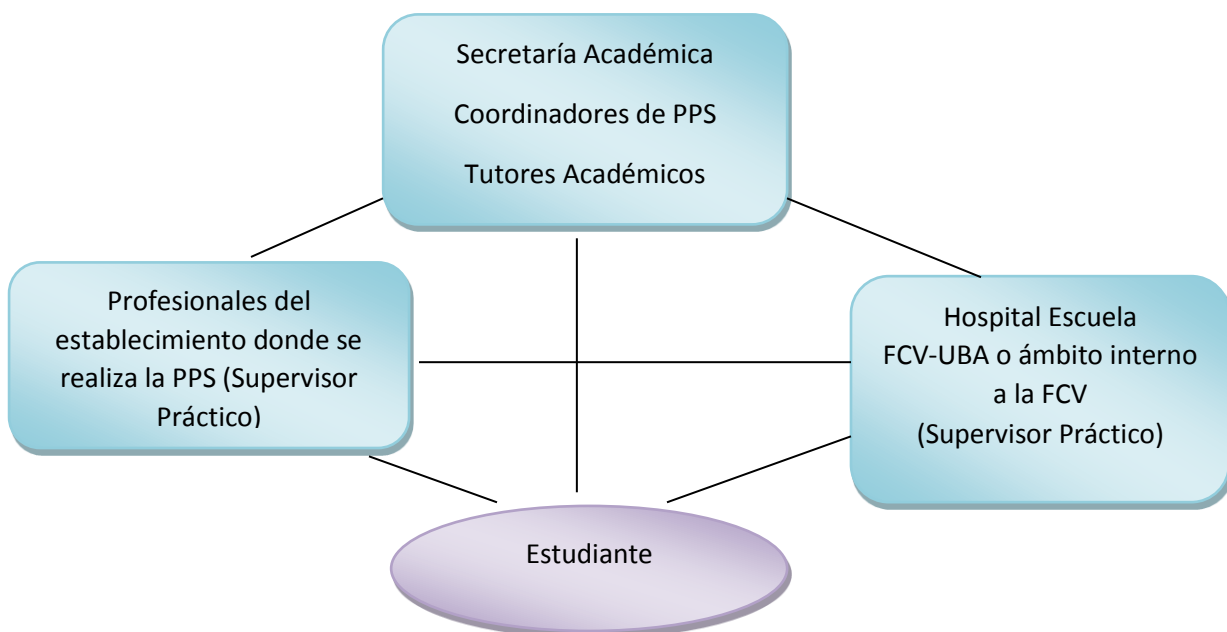 Secretaría Académica
Coordinadores de PPS
Tutores Académicos
Profesionales del
establecimiento donde se
realiza la PPS (Supervisor
Práctico)
Hospital Escuela
FCV-UBA o ámbito interno
a la FCV
(Supervisor Práctico)
Estudiante